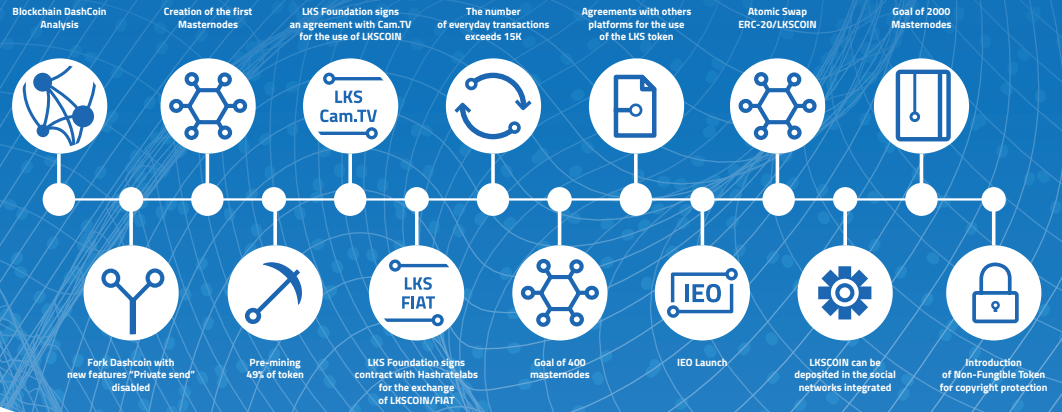 Blockchain DashCoin
Analysis
Creation of the first
Masternodes
LKS Foundation signs
an agreement with Cam.TV
for the use of LKSCOIN
The number
of everyday transactions
exceeds 15K
Agreements with others
platforms for the use
of the LKS token
Atomic Swap
ERC-20/LKSCOIN
Goal of 2000
Masternodes
LKS
Cam.TV
LKS
FIAT
IEO
Fork Dashcoin with
new features "Private send"
disabled
Pre-mining
49% of token
LKS Foundation signs
contract with Hashratelabs
for the exchange
of LKSCOIN/FIAT
Goal of 400
masternodes
IEO Launch
LKSCOIN can be
deposited in the social
networks integrated
Introduction
of Non-Fungible Token
for copyright protection